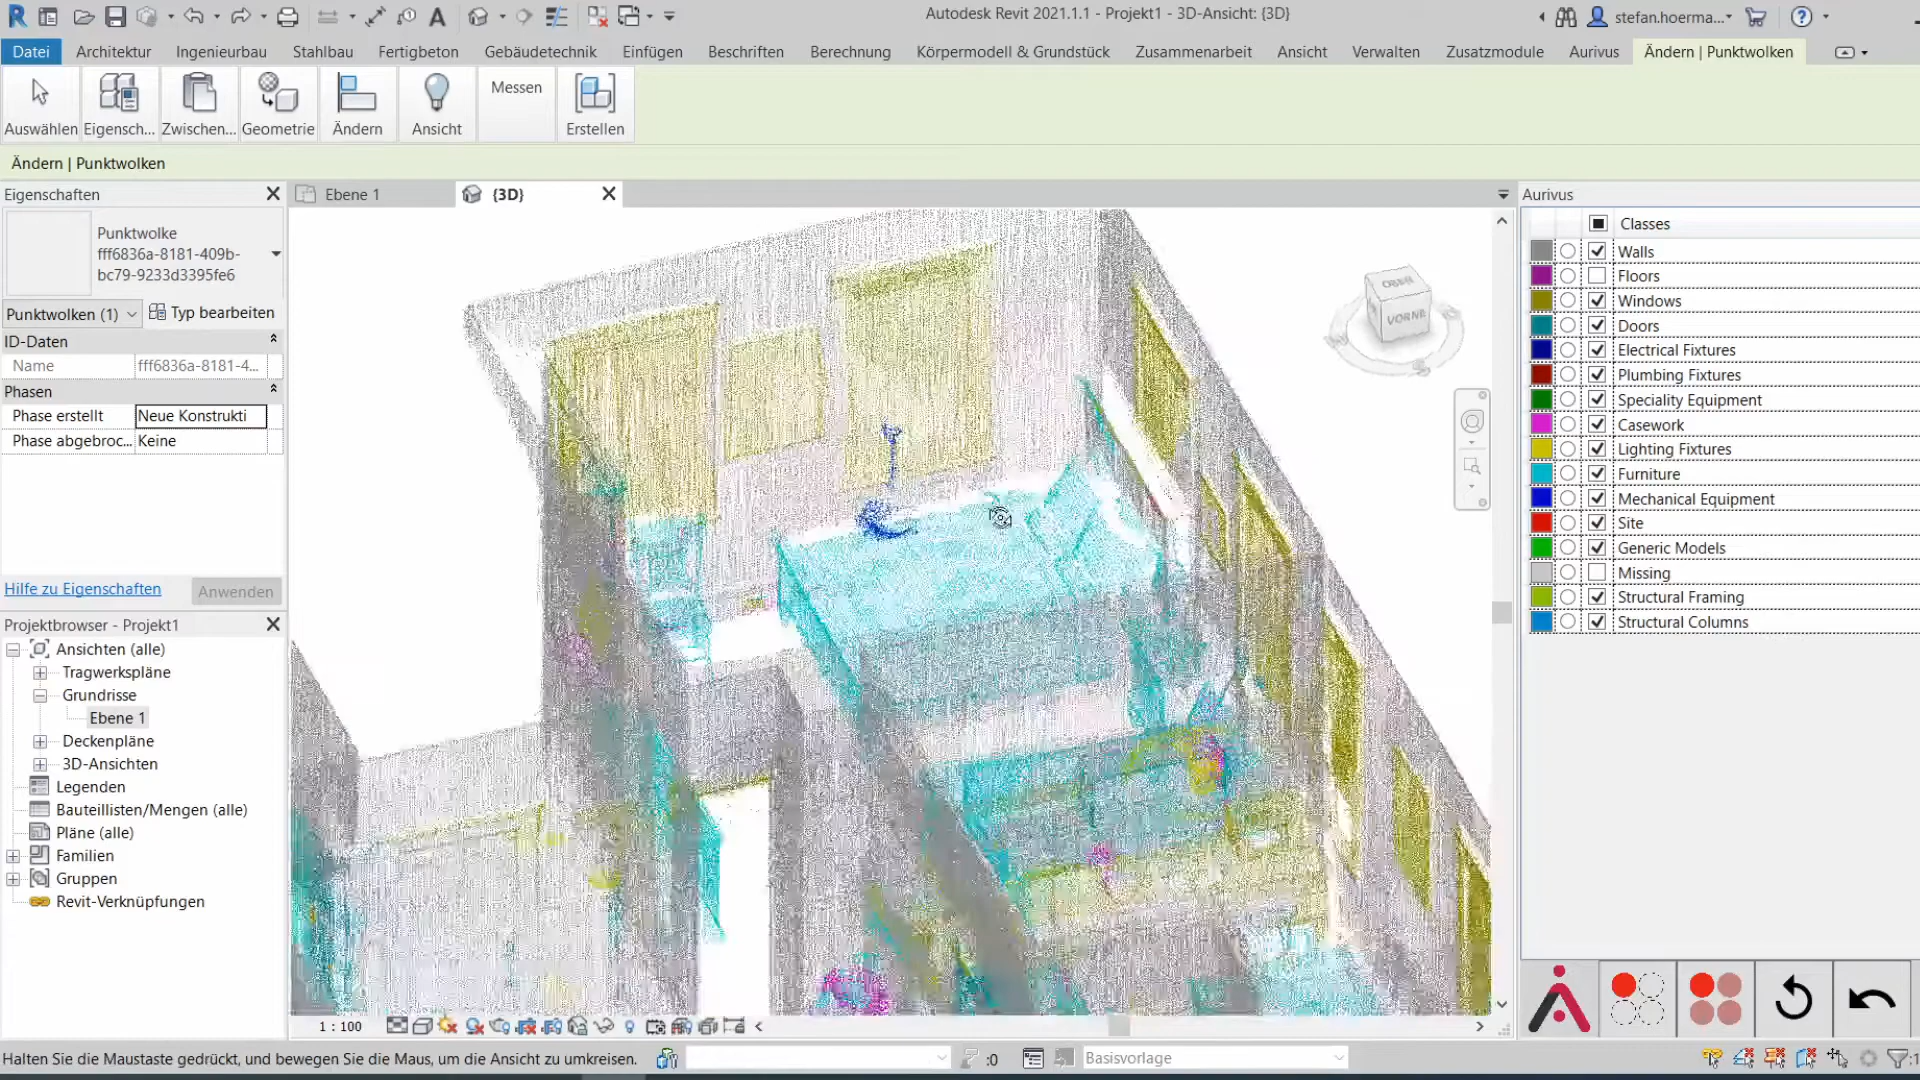 Autodesk Revit 2021.1.1 - Projekt1 - 3D-Ansicht: {3D}
stefan.hoerma...
Datei Architektur Ingenieurbau Stahlbau Fertigbeton Gebäudetechnik Einfügen Beschriften Berechnung Körpermodell & Grundstück Zusammenarbeit Ansicht Verwalten Zusatzmodule Aurivus Ändern | Punktwolken
Messen
Auswählen Eigensch... Zwischen... Geometrie Ändern Ansicht Erstellen
Ändern | Punktwolken
Eigenschaften
Punktwolke
fff6836a-8181-409b-
bc79-9233d3395fe6
Punktwolken (1) Typ bearbeiten
ID-Daten
Name fff6836a-8181-4...
Phasen
Phase erstellt Neue Konstrukti
Phase abgebroc... Keine
Hilfe zu Eigenschaften Anwenden
Projektbrowser - Projekt1
Ansichten (alle)
Tragwerkspläne
Grundrisse
Ebene 1
Deckenpläne
3D-Ansichten
Legenden
Bauteillisten/Mengen (alle)
Pläne (alle)
Familien
Gruppen
Revit-Verknüpfungen
Ebene 1 {3D}
OBEN
VORNE
1 : 100
Aurivus
Classes
Walls
Floors
Windows
Doors
Electrical Fixtures
Plumbing Fixtures
Speciality Equipment
Casework
Lighting Fixtures
Furniture
Mechanical Equipment
Site
Generic Models
Missing
Structural Framing
Structural Columns
Halten Sie die Maustaste gedrückt, und bewegen Sie die Maus, um die Ansicht zu umkreisen. :0 Basisvorlage :1